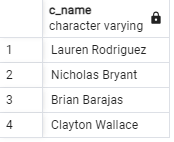 c_name
character varying
1 Lauren Rodriguez
2 Nicholas Bryant
3 Brian Barajas
4 Clayton Wallace